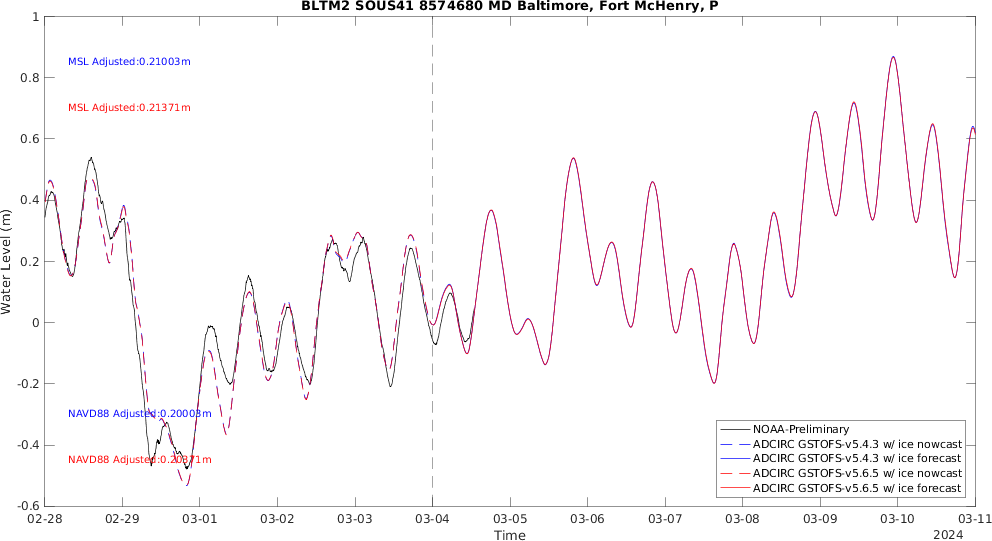 BLTM2 SOUS41 8574680 MD Baltimore, Fort McHenry, P
1
MSL Adjusted:0.21003m
0.8
MSL Adjusted:0.21371m
0.6
0.4
0.2
Water Level (m)
0
-0.2
NAVD88 Adjusted:0.20003m
-0.4
NAVD88 Adjusted:0.20371m
-0.6
NOAA-Preliminary
ADCIRC GSTOFS-v5.4.3 w/ ice nowcast
ADCIRC GSTOFS-v5.4.3 w/ ice forecast
ADCIRC GSTOFS-v5.6.5 w/ ice nowcast
ADCIRC GSTOFS-v5.6.5 w/ ice forecast
02-28 02-29 03-01 03-02 03-03 03-04 03-05 03-06 03-07 03-08 03-09 03-10 03-11
Time
2024